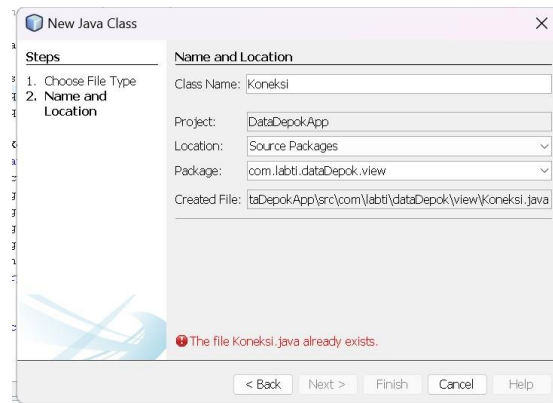 New Java Class
Steps
1. Choose File Type
2. Name and
Location
Name and Location
Class Name: Koneksi
Project: DataDepokApp
Location: Source Packages
Package: com.labti.dataDepok.view
Created File: taDepokApp\src\com\labti\dataDepok\view\Koneksi.java
The file Koneksi.java already exists.
< Back Next > Finish Cancel Help